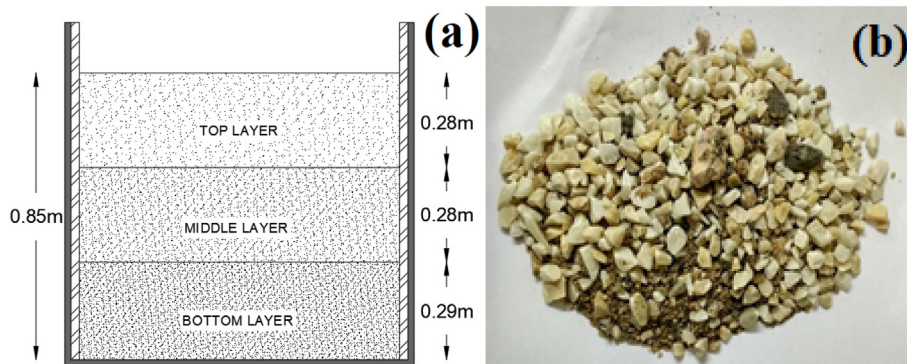 (a)
(b)
TOP LAYER
0.28m
0.85m
MIDDLE LAYER
0.28m
BOTTOM LAYER
0.29m